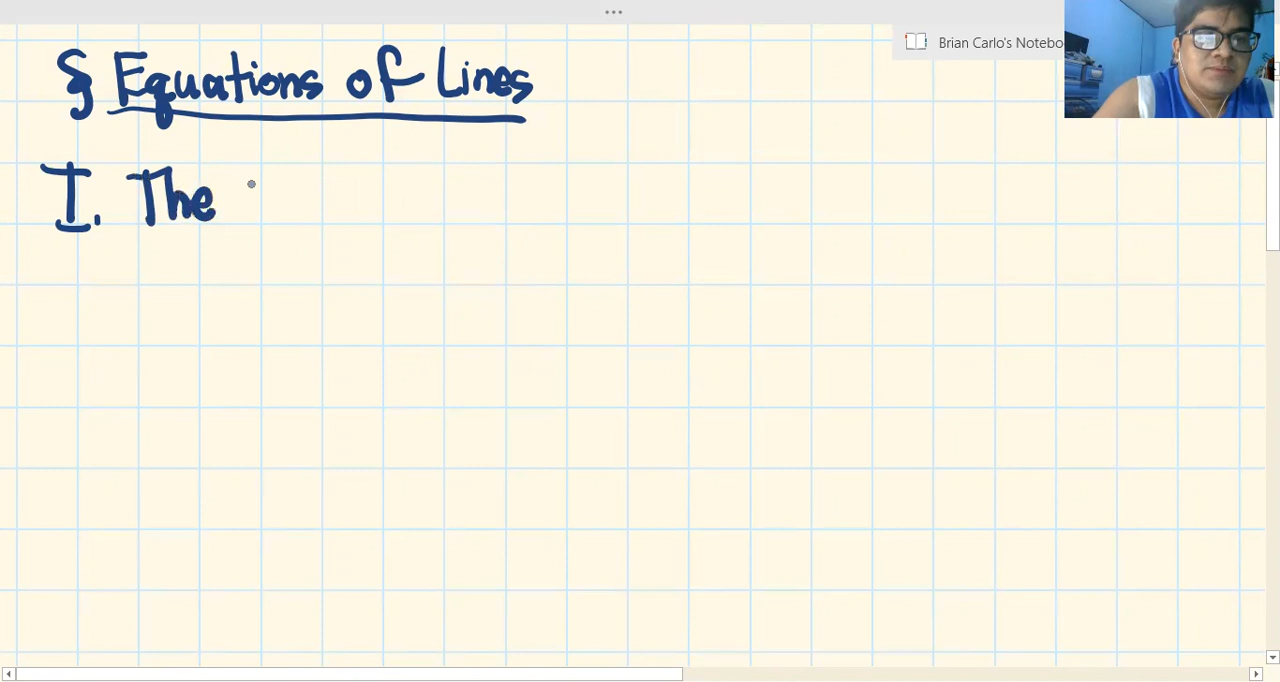 Brian Carlo's Notebo
§ Equations of Lines
I. The